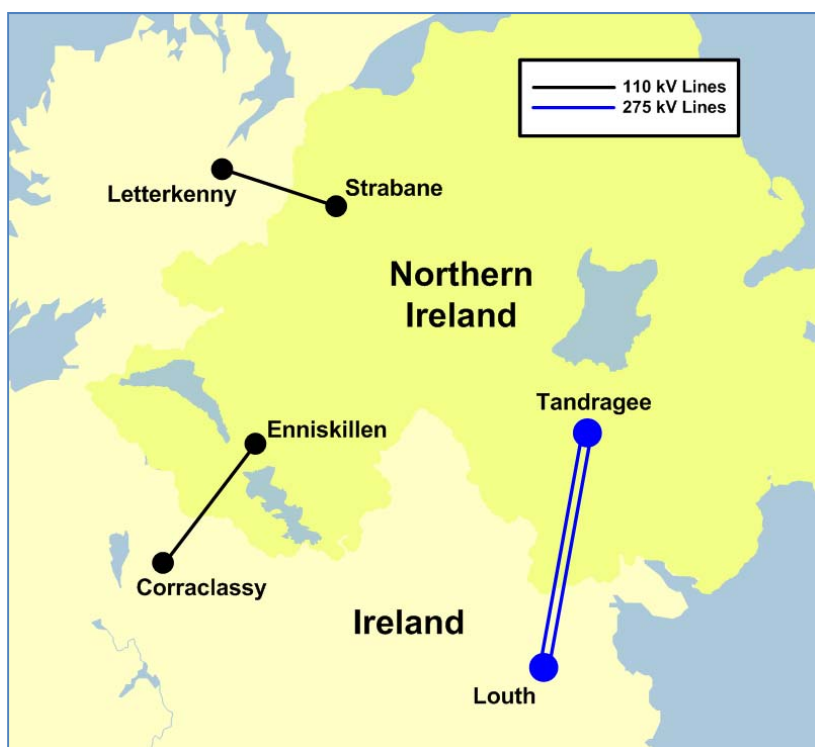 110 kV Lines
275 kV Lines
Letterkenny
Strabane
Northern
Ireland
Tandragee
Enniskillen
Corraclassy
Ireland
Louth